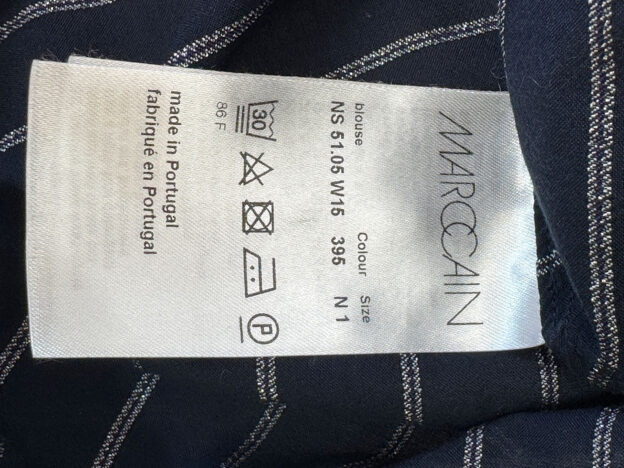 MARCCAIN
blouse Colour Size
NS 51.05 W15 395 N 1
30 P
86 F
made in Portugal
fabriqué en Portugal